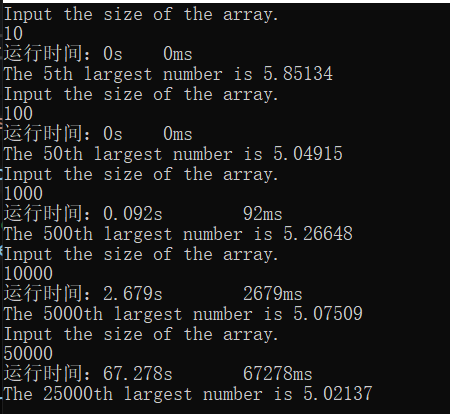 Input the size of the array.
10
运行时间：0s    0ms
The 5th largest number is 5.85134
Input the size of the array.
100
运行时间：0s    0ms
The 50th largest number is 5.04915
Input the size of the array.
1000
运行时间：0.092s        92ms
The 500th largest number is 5.26648
Input the size of the array.
10000
运行时间：2.679s        2679ms
The 5000th largest number is 5.07509
Input the size of the array.
50000
运行时间：67.278s       67278ms
The 25000th largest number is 5.02137